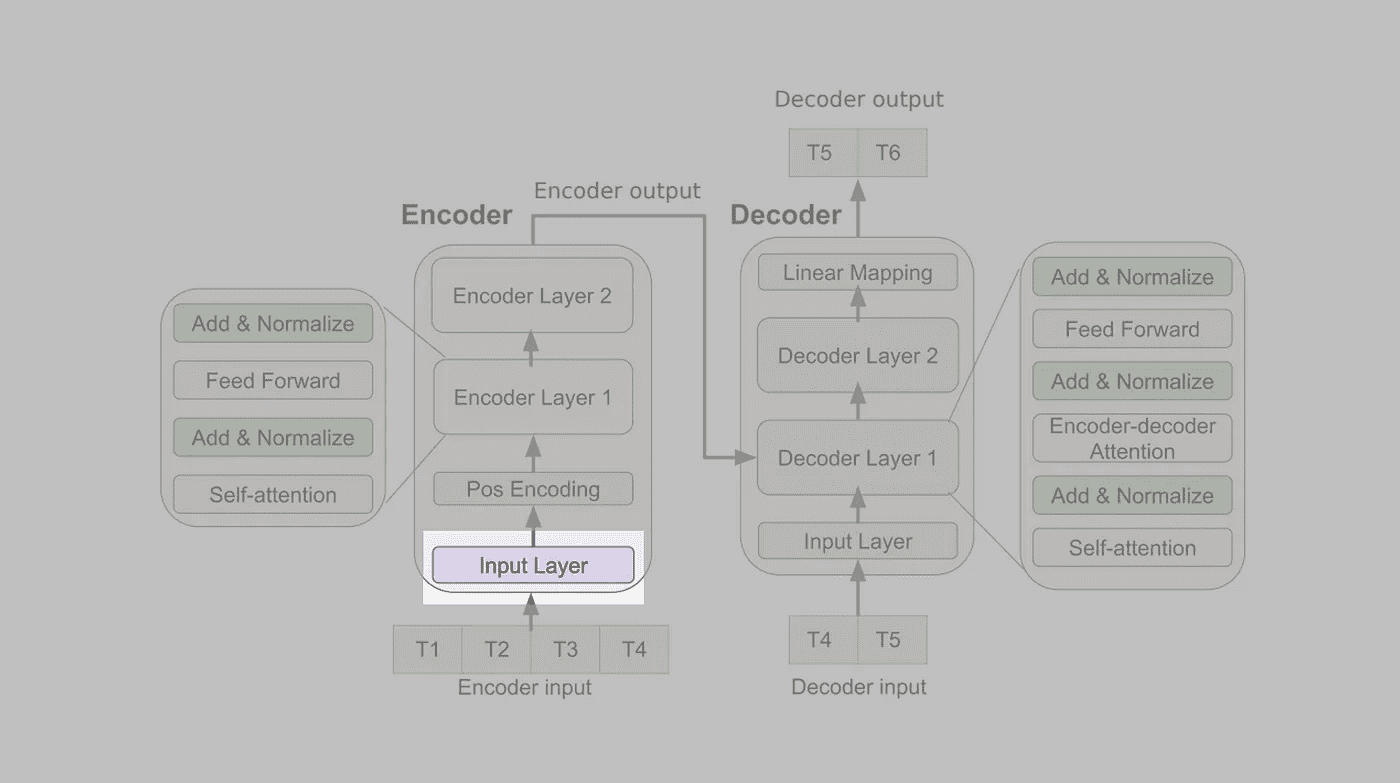 Decoder output
T5 T6
Encoder output
Encoder
Decoder
Encoder Layer 2
Encoder Layer 1
Pos Encoding
Input Layer
T1 T2 T3 T4
Encoder input
Add & Normalize
Feed Forward
Add & Normalize
Self-attention
Linear Mapping
Decoder Layer 2
Decoder Layer 1
Input Layer
T4 T5
Decoder input
Add & Normalize
Feed Forward
Add & Normalize
Encoder-decoder
Attention
Add & Normalize
Self-attention